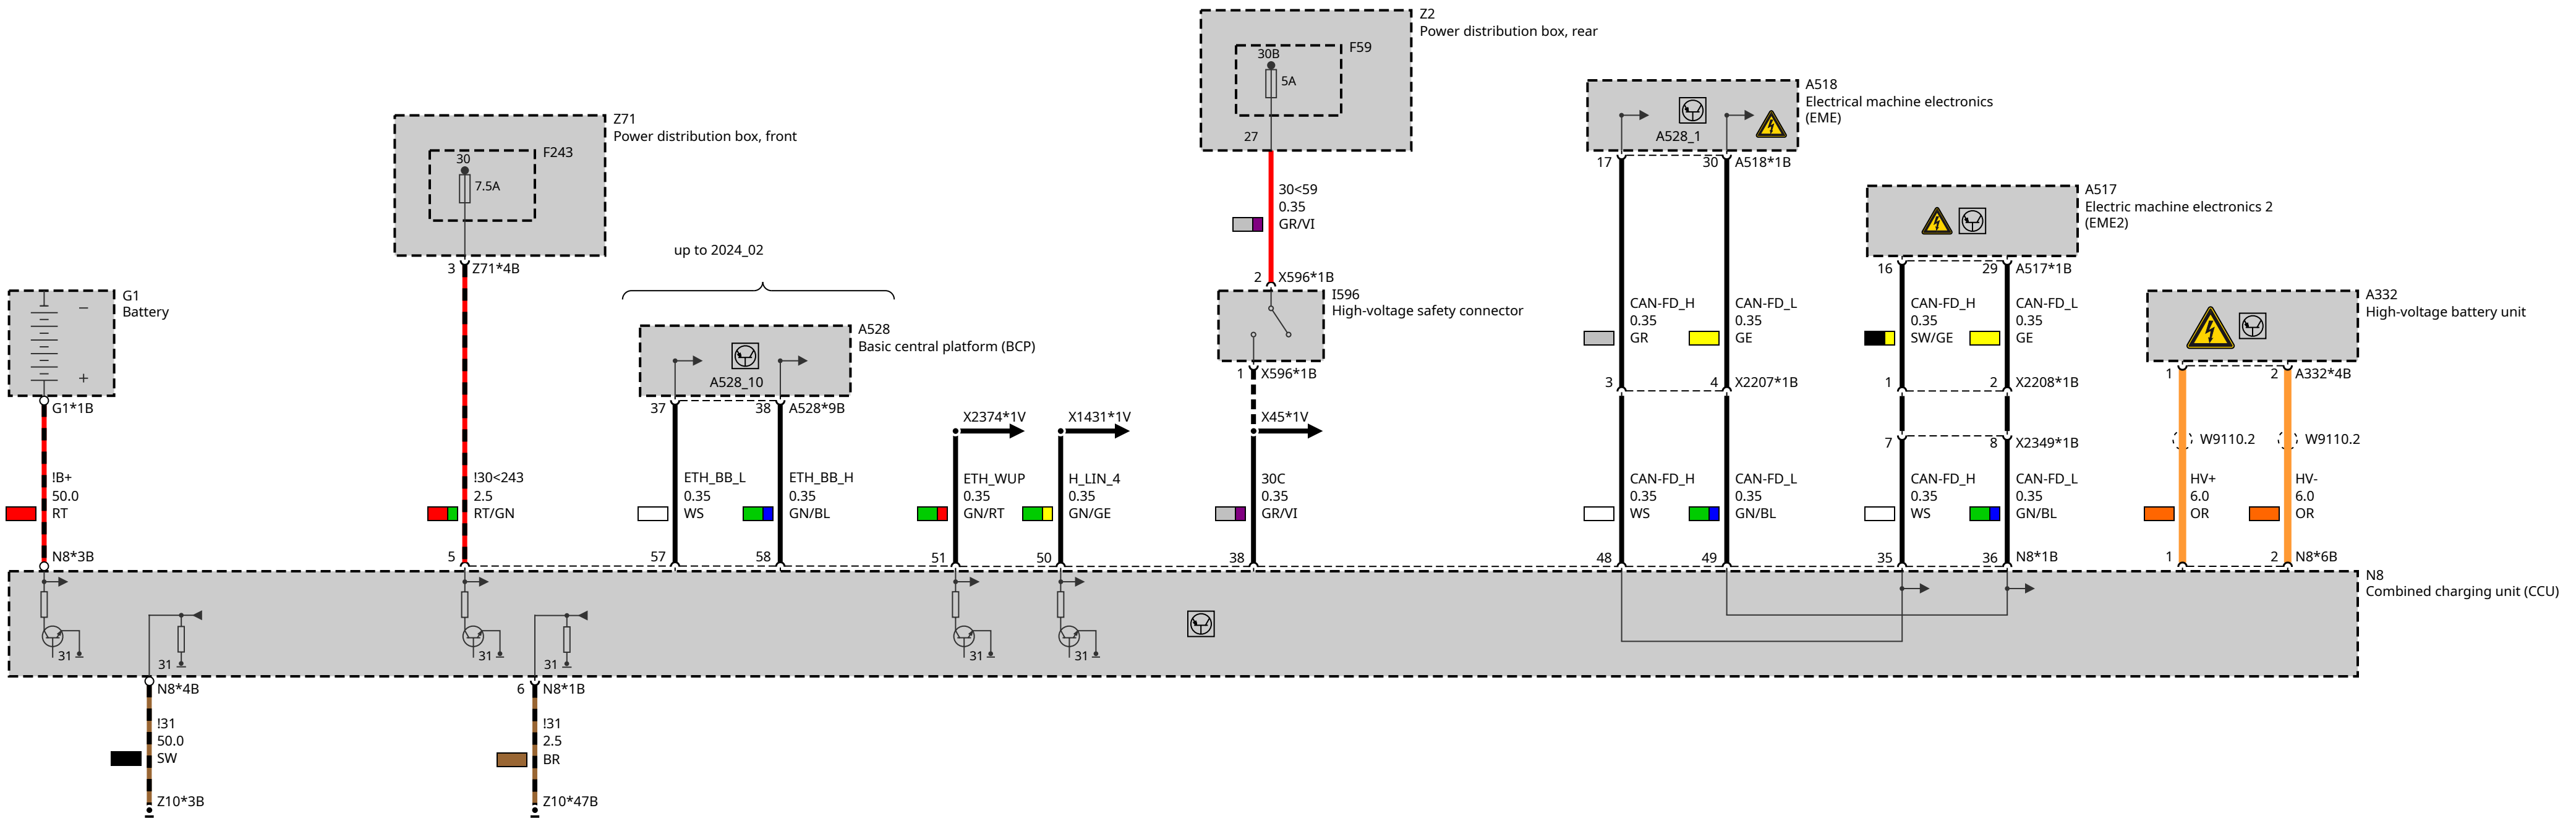 Z2
Power distribution box, rear
30B
F59
5A
27
A518
Electrical machine electronics
(EME)
A528_1
Z71
Power distribution box, front
30
F243
7.5A
17
30
A518*1B
30<59
0.35
GR/VI
A517
Electric machine electronics 2
(EME2)
up to 2024_02
3
Z71*4B
2
X596*1B
16
29
A517*1B
G1
Battery
−
+
I596
High-voltage safety connector
CAN-FD_H
0.35
GR
CAN-FD_L
0.35
GE
CAN-FD_H
0.35
SW/GE
CAN-FD_L
0.35
GE
A332
High-voltage battery unit
A528
Basic central platform (BCP)
A528_10
1
X596*1B
3
4
X2207*1B
1
2
X2208*1B
1
2
A332*4B
G1*1B
37
38
A528*9B
X2374*1V
X1431*1V
X45*1V
7
8
X2349*1B
W9110.2
W9110.2
!B+
50.0
RT
!30<243
2.5
RT/GN
ETH_BB_L
0.35
WS
ETH_BB_H
0.35
GN/BL
ETH_WUP
0.35
GN/RT
H_LIN_4
0.35
GN/GE
30C
0.35
GR/VI
CAN-FD_H
0.35
WS
CAN-FD_L
0.35
GN/BL
CAN-FD_H
0.35
WS
CAN-FD_L
0.35
GN/BL
HV+
6.0
OR
HV-
6.0
OR
N8*3B
5
57
58
51
50
38
48
49
35
36
N8*1B
1
2
N8*6B
N8
Combined charging unit (CCU)
31
31
31
31
31
31
N8*4B
6
N8*1B
!31
50.0
SW
!31
2.5
BR
Z10*3B
Z10*47B